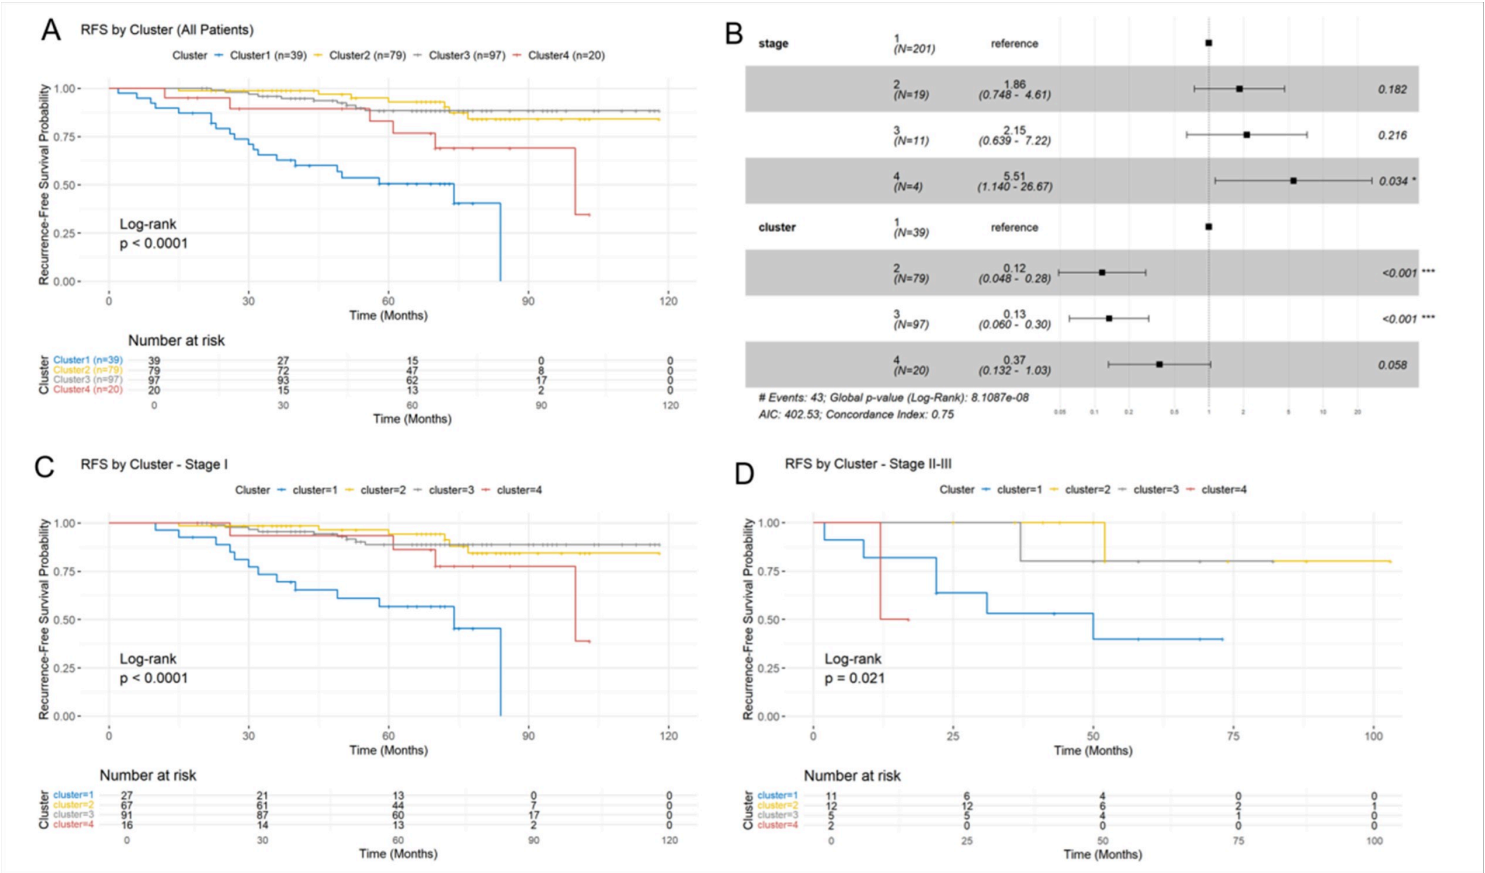 A
RFS by Cluster (All Patients)
Cluster Cluster1 (n=39) Cluster2 (n=79) Cluster3 (n=97) Cluster4 (n=20)
Recurrence-Free Survival Probability
1.00
0.75
0.50
0.25
0.00
Log-rank
p < 0.0001
0 30 60 90 120
Time (Months)
Number at risk
Cluster
Cluster1 (n=39) 39 27 15 0 0
Cluster2 (n=79) 79 72 47 8 0
Cluster3 (n=97) 97 93 62 17 0
Cluster4 (n=20) 20 15 13 2 0
0 30 60 90 120
Time (Months)
B
stage 1 (N=201) reference
2 (N=19) 1.86 (0.748 - 4.61) 0.182
3 (N=11) 2.15 (0.639 - 7.22) 0.216
4 (N=4) 5.51 (1.140 - 26.67) 0.034 *
cluster 1 (N=39) reference
2 (N=79) 0.12 (0.048 - 0.28) <0.001 ***
3 (N=97) 0.13 (0.060 - 0.30) <0.001 ***
4 (N=20) 0.37 (0.132 - 1.03) 0.058
# Events: 43; Global p-value (Log-Rank): 8.1087e-08
AIC: 402.53; Concordance Index: 0.75
0.05 0.1 0.2 0.5 1 2 5 10 20
C
RFS by Cluster - Stage I
Cluster cluster=1 cluster=2 cluster=3 cluster=4
Recurrence-Free Survival Probability
1.00
0.75
0.50
0.25
0.00
Log-rank
p < 0.0001
0 30 60 90 120
Time (Months)
Number at risk
Cluster
cluster=1 27 21 13 0 0
cluster=2 67 61 44 7 0
cluster=3 91 87 60 17 0
cluster=4 16 14 13 2 0
0 30 60 90 120
Time (Months)
D
RFS by Cluster - Stage II-III
Cluster cluster=1 cluster=2 cluster=3 cluster=4
Recurrence-Free Survival Probability
1.00
0.75
0.50
0.25
0.00
Log-rank
p = 0.021
0 25 50 75 100
Time (Months)
Number at risk
Cluster
cluster=1 11 6 4 0 0
cluster=2 12 12 6 2 1
cluster=3 5 5 4 1 0
cluster=4 2 0 0 0 0
0 25 50 75 100
Time (Months)